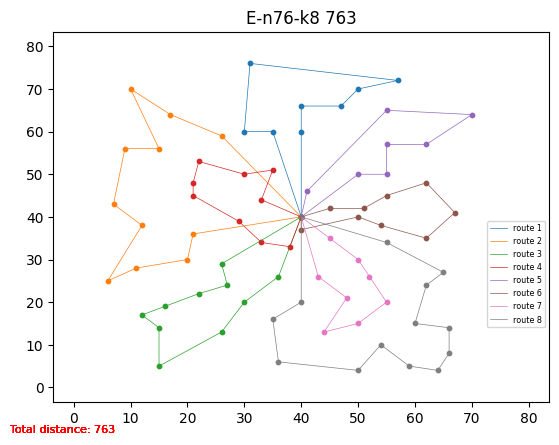 E-n76-k8 763
80
70
60
50
40
30
20
10
0
route 1
route 2
route 3
route 4
route 5
route 6
route 7
route 8
0 10 20 30 40 50 60 70 80
Total distance: 763